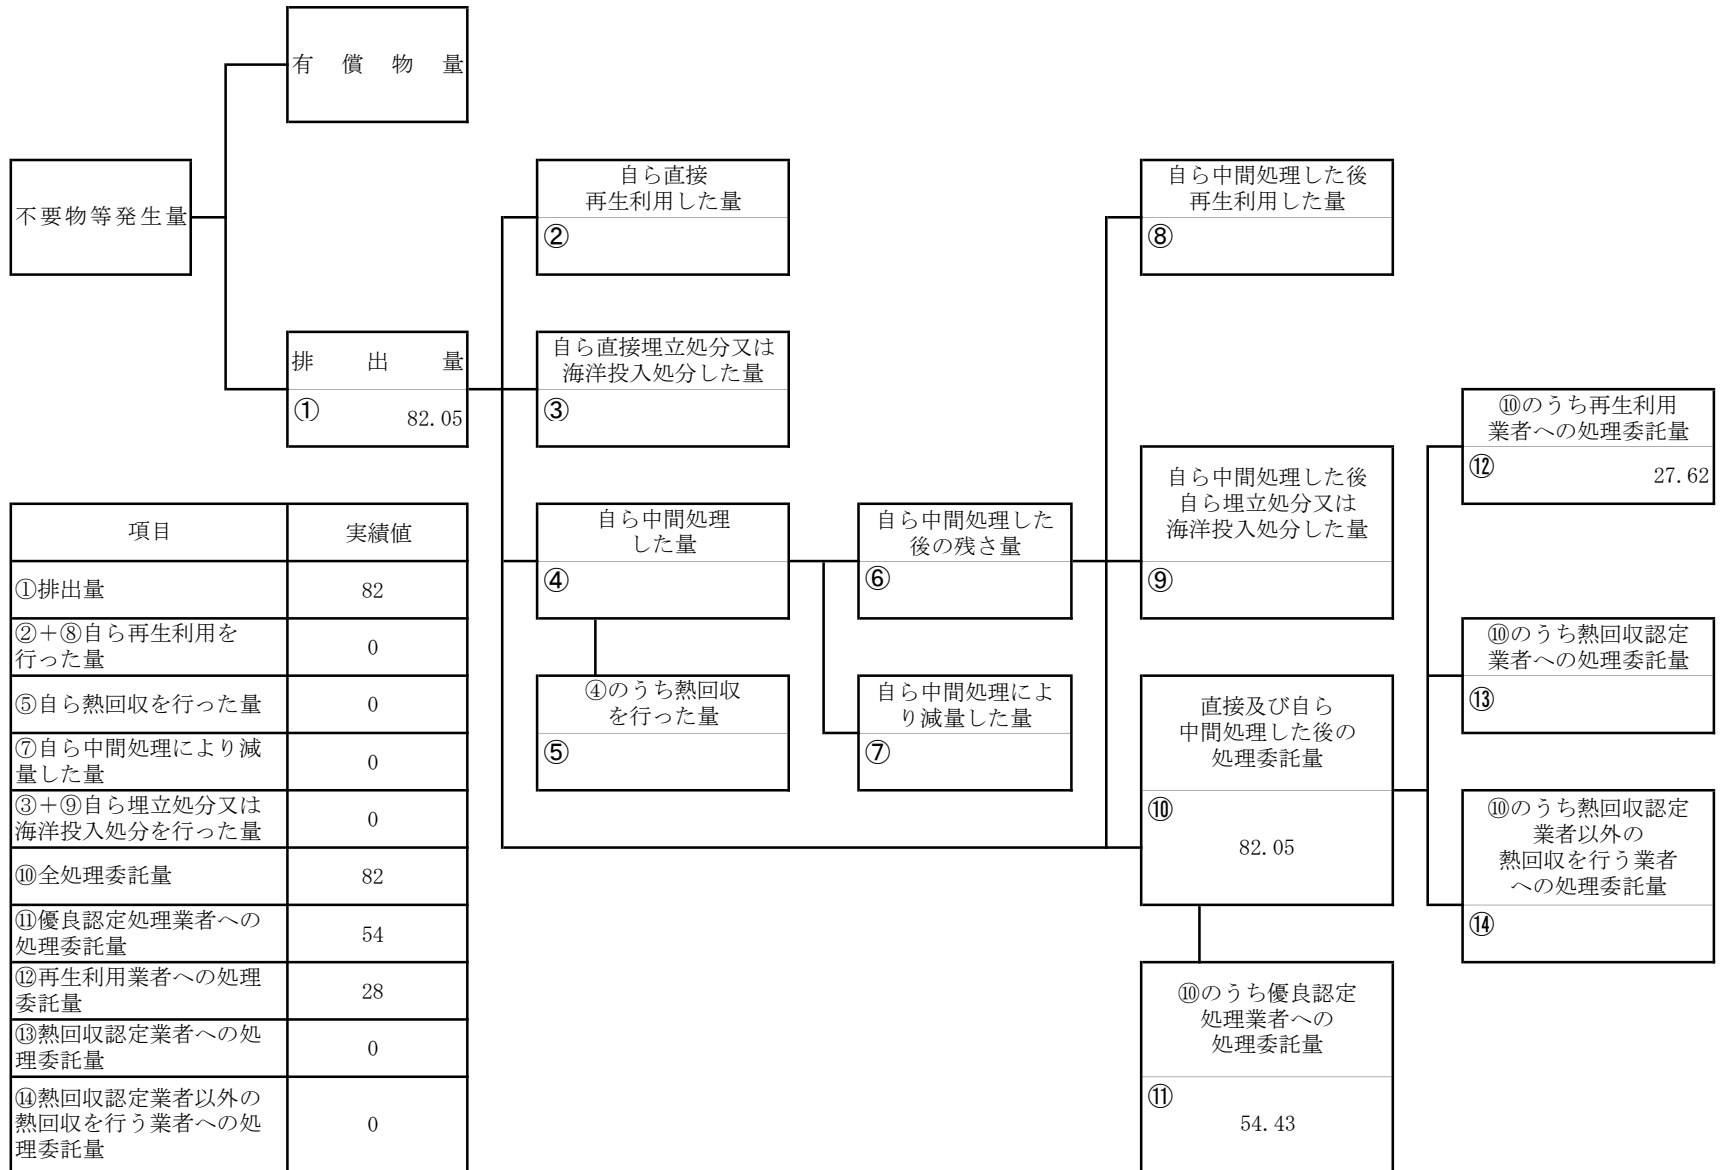 有償物量
不要物等発生量
排出量
①
82.05
自ら直接
再生利用した量
②
自ら直接埋立処分又は
海洋投入処分した量
③
自ら中間処理
した量
④
④のうち熱回収
を行った量
⑤
自ら中間処理した
後の残さ量
⑥
自ら中間処理によ
り減量した量
⑦
自ら中間処理した後
再生利用した量
⑧
自ら中間処理した後
自ら埋立処分又は
海洋投入処分した量
⑨
直接及び自ら
中間処理した後の
処理委託量
⑩
82.05
⑩のうち優良認定
処理業者への
処理委託量
⑪
54.43
⑩のうち再生利用
業者への処理委託量
⑫
27.62
⑩のうち熱回収認定
業者への処理委託量
⑬
⑩のうち熱回収認定
業者以外の
熱回収を行う業者
への処理委託量
⑭
項目 実績値
①排出量 82
②＋⑧自ら再生利用を
行った量 0
⑤自ら熱回収を行った量 0
⑦自ら中間処理により減
量した量 0
③＋⑨自ら埋立処分又は
海洋投入処分を行った量 0
⑩全処理委託量 82
⑪優良認定処理業者への
処理委託量 54
⑫再生利用業者への処理
委託量 28
⑬熱回収認定業者への処
理委託量 0
⑭熱回収認定業者以外の
熱回収を行う業者への処
理委託量 0